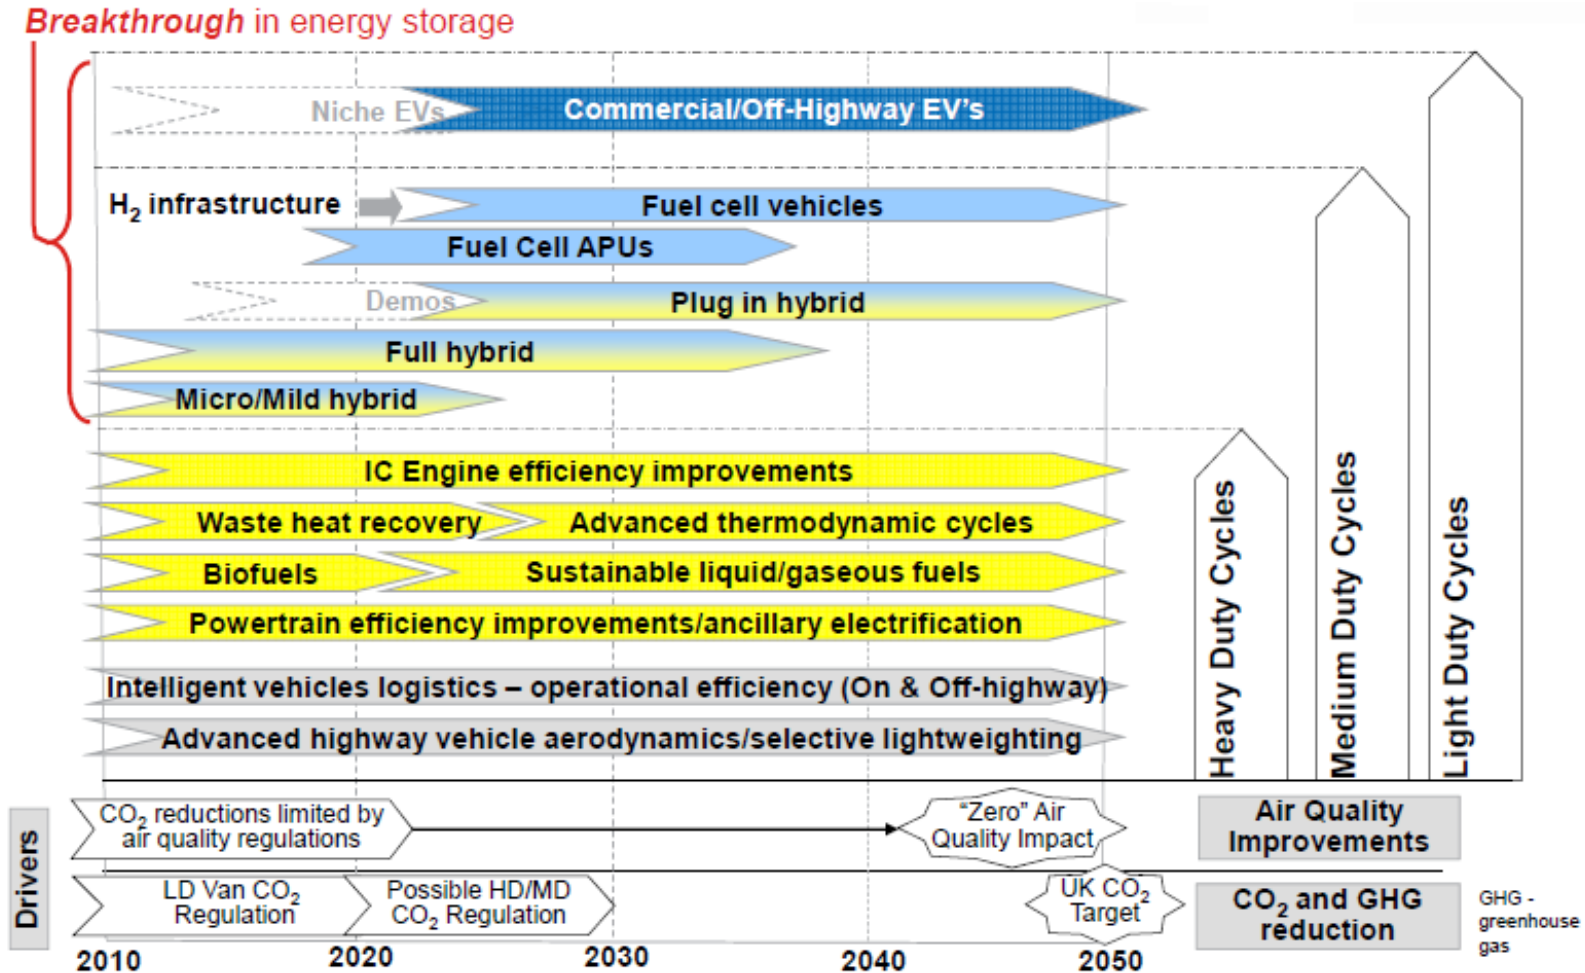 Breakthrough in energy storage
Niche EVs
Commercial/Off-Highway EV's
H₂ infrastructure
Fuel cell vehicles
Fuel Cell APUs
Demos
Plug in hybrid
Full hybrid
Micro/Mild hybrid
IC Engine efficiency improvements
Waste heat recovery
Advanced thermodynamic cycles
Biofuels
Sustainable liquid/gaseous fuels
Powertrain efficiency improvements/ancillary electrification
Intelligent vehicles logistics – operational efficiency (On & Off-highway)
Advanced highway vehicle aerodynamics/selective lightweighting
Heavy Duty Cycles
Medium Duty Cycles
Light Duty Cycles
Drivers
CO₂ reductions limited by
air quality regulations
“Zero” Air
Quality Impact
Air Quality
Improvements
LD Van CO₂
Regulation
Possible HD/MD
CO₂ Regulation
UK CO₂
Target
CO₂ and GHG
reduction
GHG -
greenhouse
gas
2010
2020
2030
2040
2050